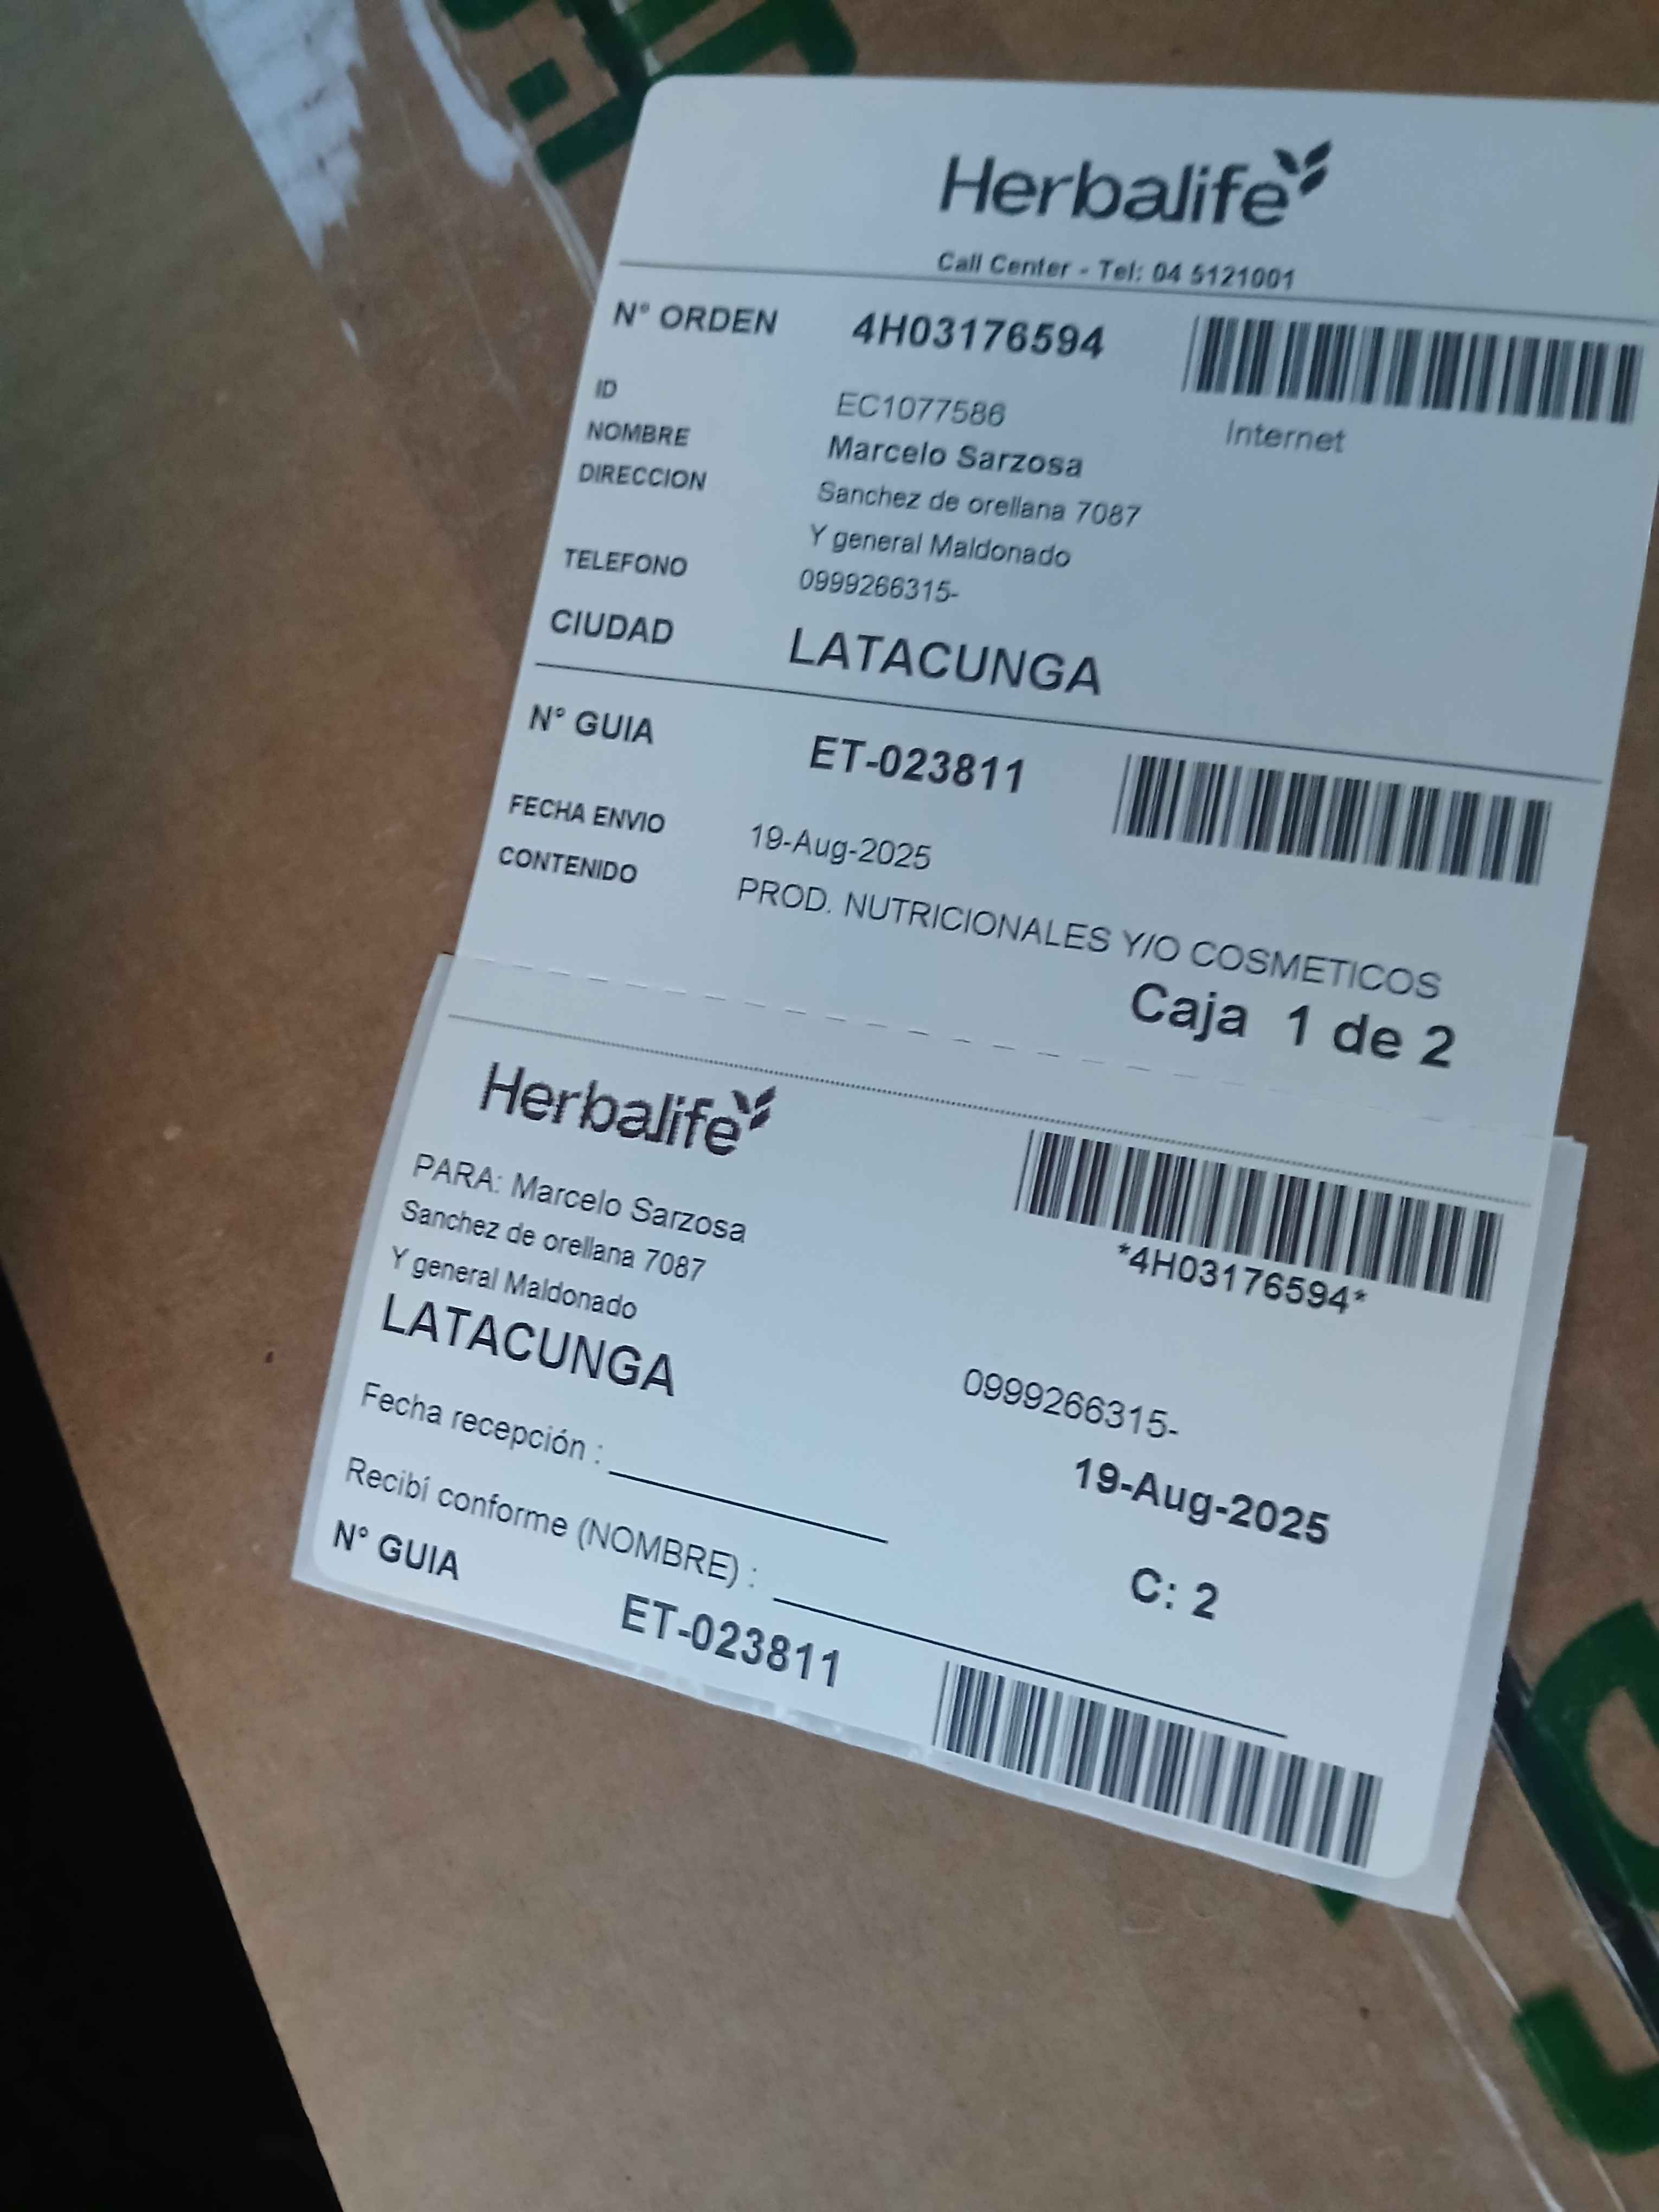 Herbalife
Call Center - Tel: 04 5121001
N° ORDEN 4H03176594
ID EC1077586 Internet
NOMBRE Marcelo Sarzosa
DIRECCION Sanchez de orellana 7087
Y general Maldonado
TELEFONO 0999266315-
CIUDAD LATACUNGA
N° GUIA ET-023811
FECHA ENVIO 19-Aug-2025
CONTENIDO PROD. NUTRICIONALES Y/O COSMETICOS
Caja 1 de 2
Herbalife
PARA: Marcelo Sarzosa
Sanchez de orellana 7087
*4H03176594*
Y general Maldonado
LATACUNGA
0999266315-
Fecha recepción :
19-Aug-2025
Recibí conforme (NOMBRE) :
C: 2
N° GUIA ET-023811